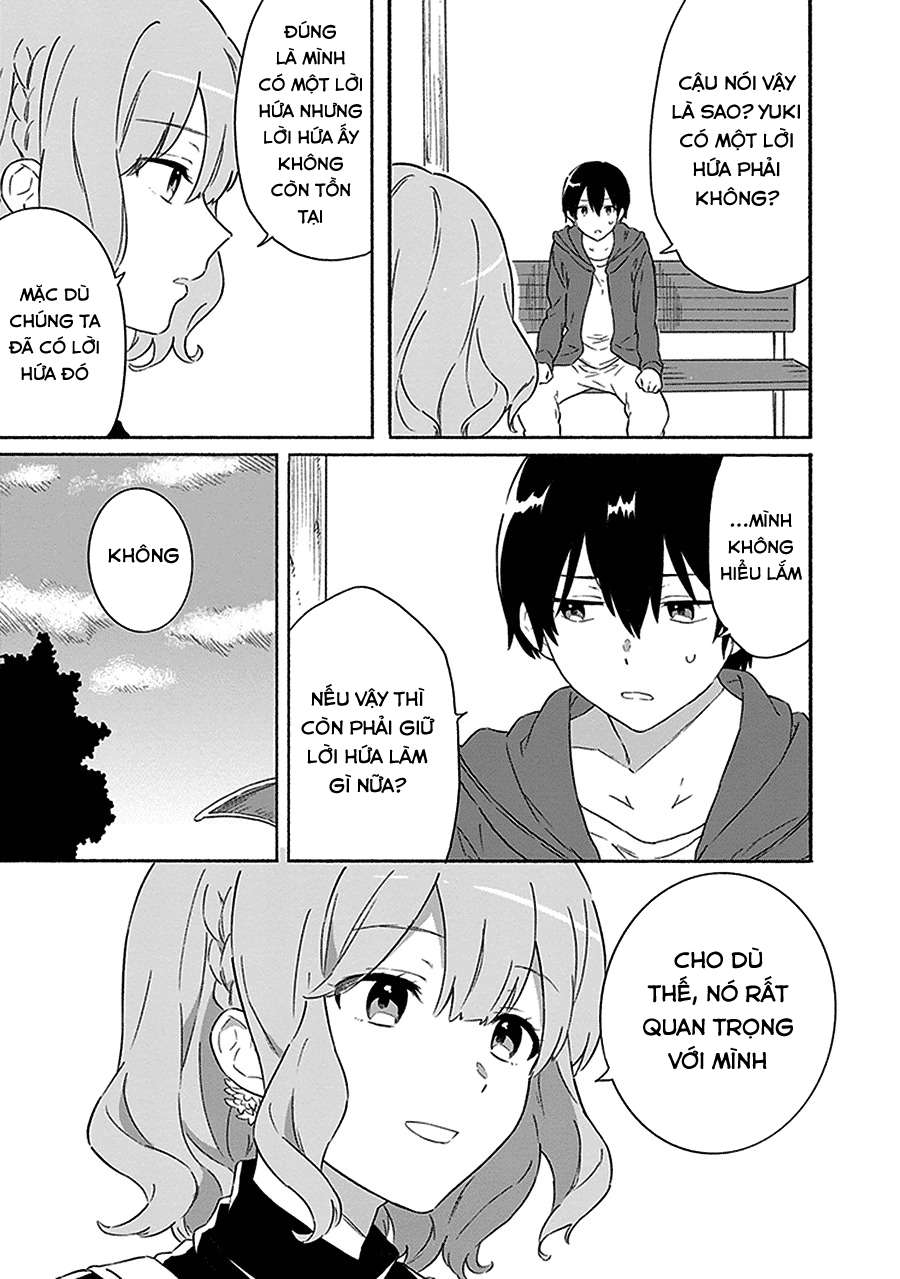 CẬU NÓI VẬY
LÀ SAO? YUKI
CÓ MỘT LỜI
HỨA PHẢI
KHÔNG?
ĐÚNG
LÀ MÌNH
CÓ MỘT LỜI
HỨA NHƯNG
LỜI HỨA ẤY
KHÔNG
CÒN TỒN
TẠI
MẶC DÙ
CHÚNG TA
ĐÃ CÓ LỜI
HỨA ĐÓ
...MÌNH
KHÔNG
HIỂU LẮM
NẾU VẬY THÌ
CÒN PHẢI GIỮ
LỜI HỨA LÀM
GÌ NỮA?
KHÔNG
CHO DÙ
THẾ, NÓ RẤT
QUAN TRỌNG
VỚI MÌNH